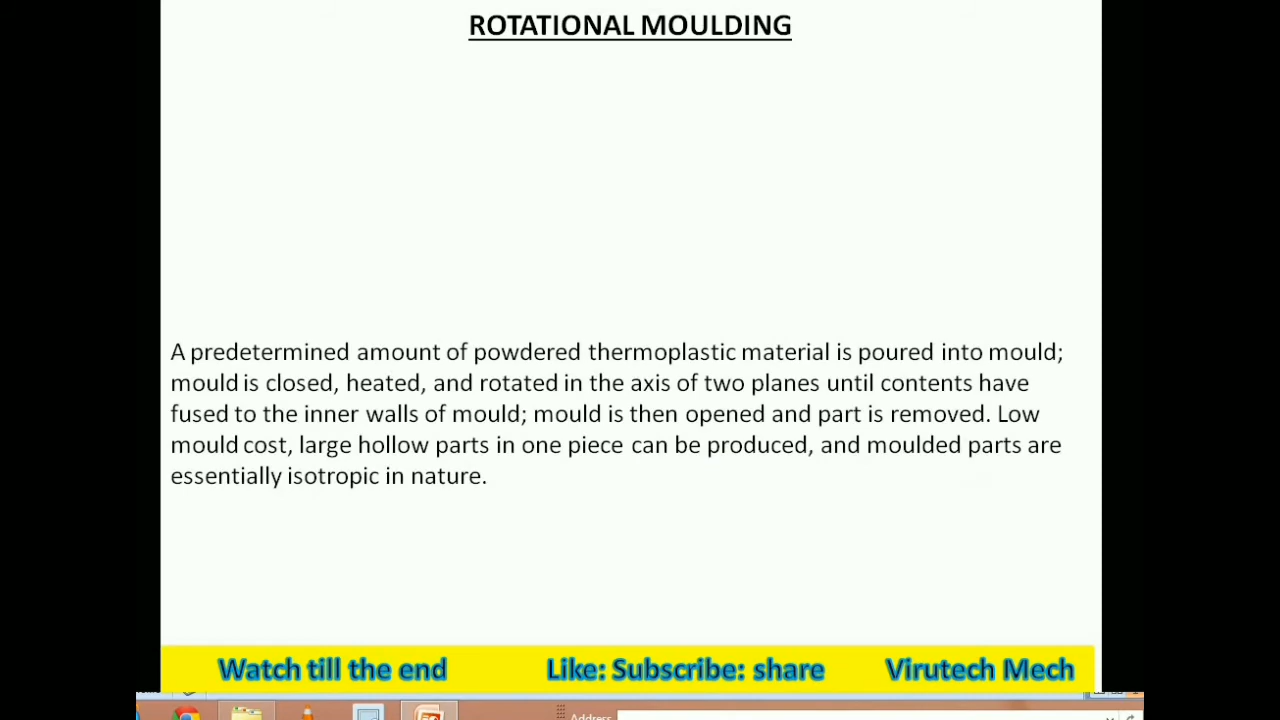 ROTATIONAL MOULDING
A predetermined amount of powdered thermoplastic material is poured into mould;
mould is closed, heated, and rotated in the axis of two planes until contents have
fused to the inner walls of mould; mould is then opened and part is removed. Low
mould cost, large hollow parts in one piece can be produced, and moulded parts are
essentially isotropic in nature.
Watch till the end Like: Subscribe: share Virutech Mech
Address